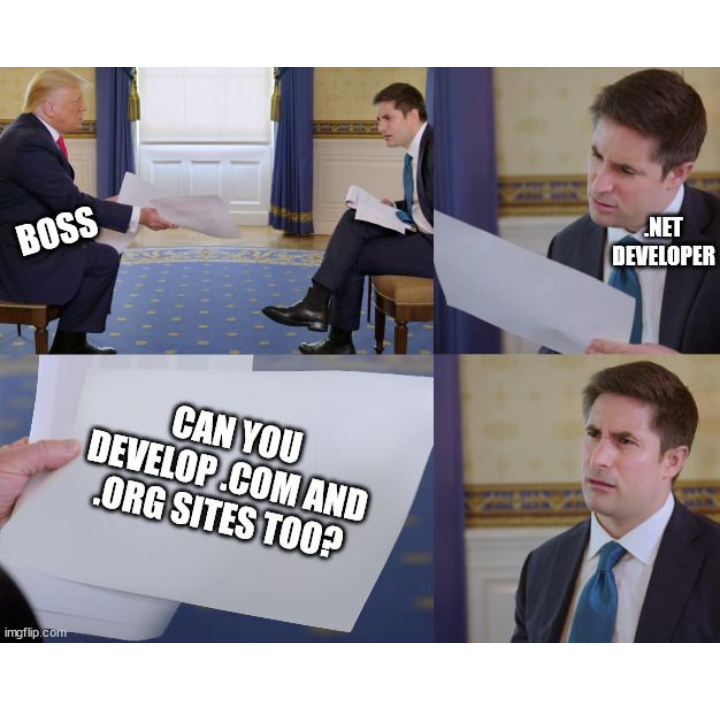 BOSS
.NET
DEVELOPER
CAN YOU
DEVELOP .COM AND
.ORG SITES TOO?
imgflip.com